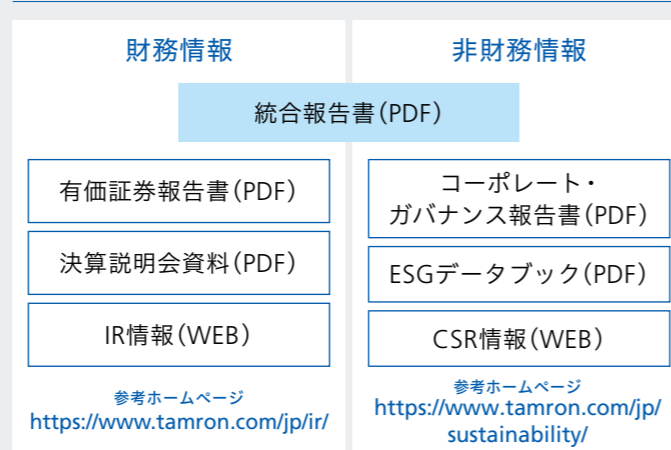 財務情報
非財務情報
統合報告書(PDF)
有価証券報告書(PDF)
決算説明会資料(PDF)
IR情報(WEB)
参考ホームページ
https://www.tamron.com/jp/ir/
コーポレート・
ガバナンス報告書(PDF)
ESGデータブック(PDF)
CSR情報(WEB)
参考ホームページ
https://www.tamron.com/jp/
sustainability/